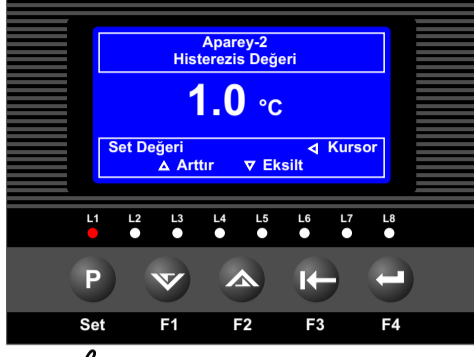 Aparey-2
Histerezis Değeri
1.0 °C
Set Değeri Kursor
Arttır Eksilt
L1 L2 L3 L4 L5 L6 L7 L8
P
Set F1 F2 F3 F4